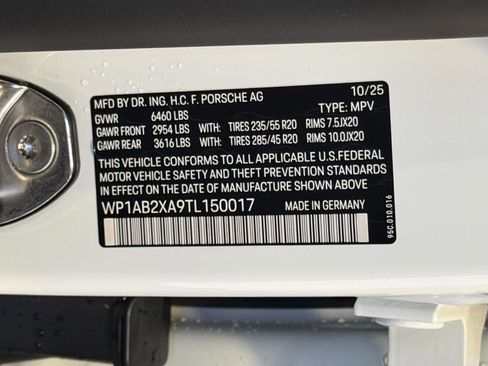 MFD BY DR. ING. H.C. F. PORSCHE AG 10/25
GVWR 6460 LBS TYPE: MPV
GAWR FRONT 2954 LBS WITH: TIRES 235/55 R20 RIMS 7.5JX20
GAWR REAR 3616 LBS WITH: TIRES 285/45 R20 RIMS 10.0JX20
THIS VEHICLE CONFORMS TO ALL APPLICABLE U.S.FEDERAL
MOTOR VEHICLE SAFETY AND THEFT PREVENTION STANDARDS
IN EFFECT ON THE DATE OF MANUFACTURE SHOWN ABOVE.
WP1AB2XA9TL150017 MADE IN GERMANY
95C.010.016